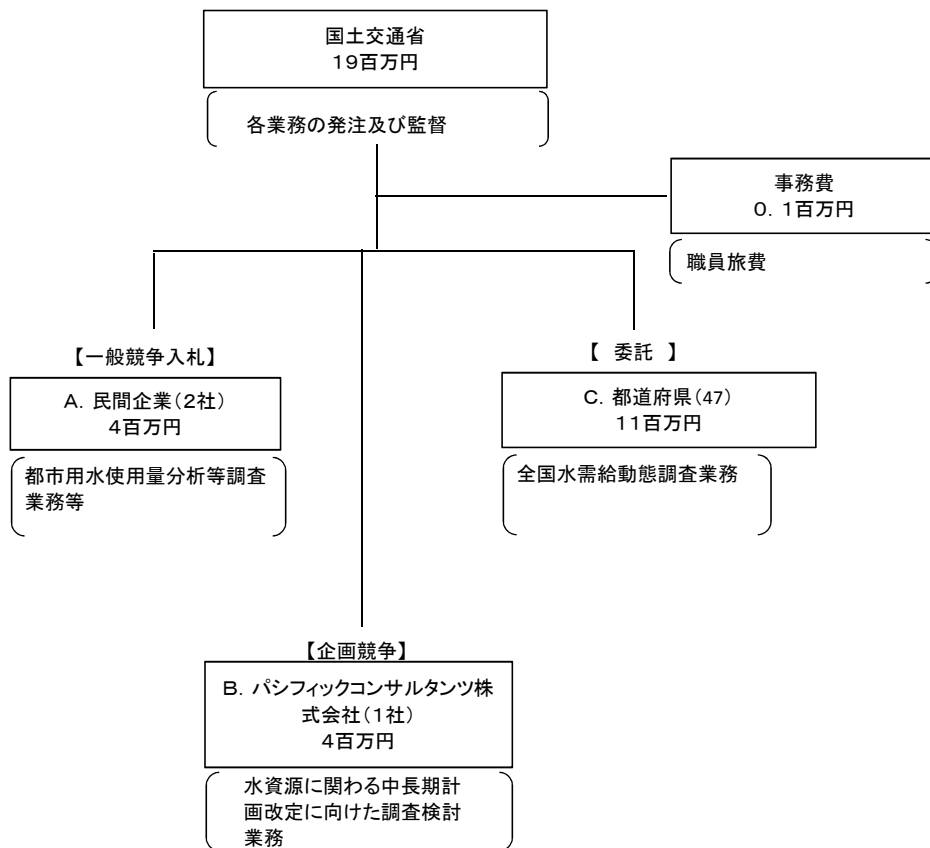 国土交通省
19百万円
各業務の発注及び監督
事務費
0．1百万円
職員旅費
【一般競争入札】
A．民間企業（2社）
4百万円
都市用水使用量分析等調査
業務等
【　委託　】
C．都道府県（47）
11百万円
全国水需給動態調査業務
【企画競争】
B．パシフィックコンサルタンツ株
式会社（1社）
4百万円
水資源に関わる中長期計
画改定に向けた調査検討
業務